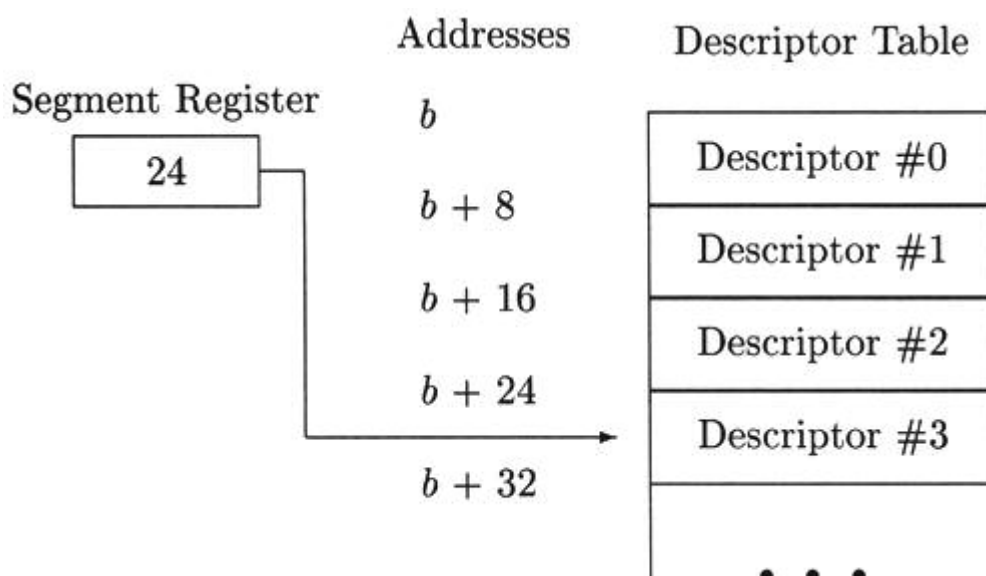 Addresses
Descriptor Table
Segment Register
24
b
b + 8
b + 16
b + 24
b + 32
Descriptor #0
Descriptor #1
Descriptor #2
Descriptor #3
• • •